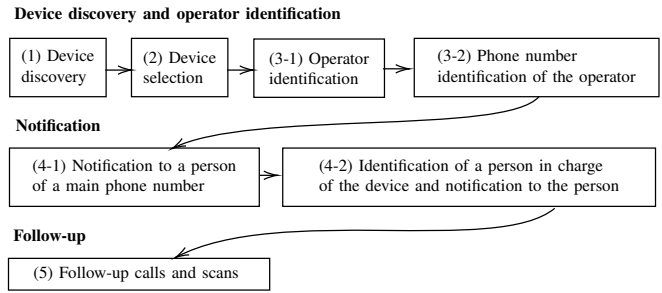 Device discovery and operator identification
(1) Device
discovery
(2) Device
selection
(3-1) Operator
identification
(3-2) Phone number
identification of the operator
Notification
(4-1) Notification to a person
of a main phone number
(4-2) Identification of a person in charge
of the device and notification to the person
Follow-up
(5) Follow-up calls and scans